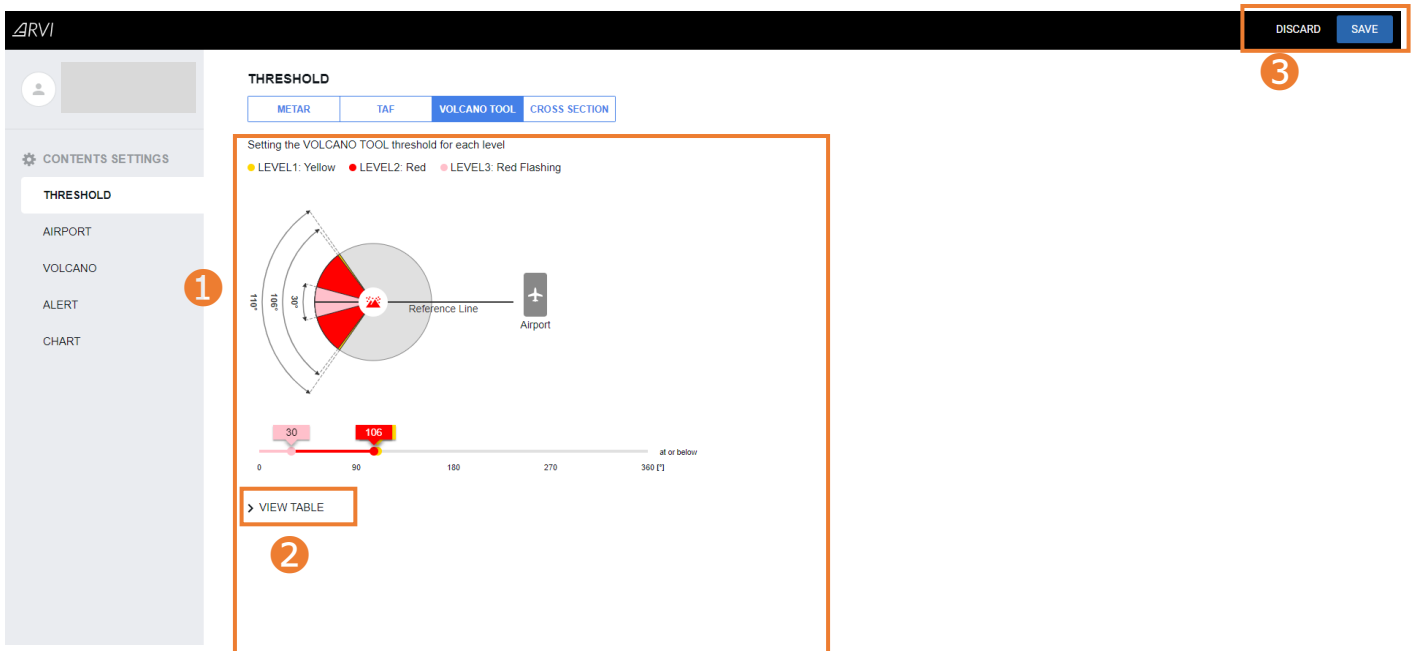 ARVI
DISCARD SAVE
3
THRESHOLD
METAR TAF VOLCANO TOOL CROSS SECTION
CONTENTS SETTINGS
THRESHOLD
AIRPORT
VOLCANO
ALERT
CHART
1
Setting the VOLCANO TOOL threshold for each level
LEVEL1: Yellow LEVEL2: Red LEVEL3: Red Flashing
110° 106° 30°
Reference Line
Airport
30 106
at or below
0 90 180 270 360 [°]
VIEW TABLE
2